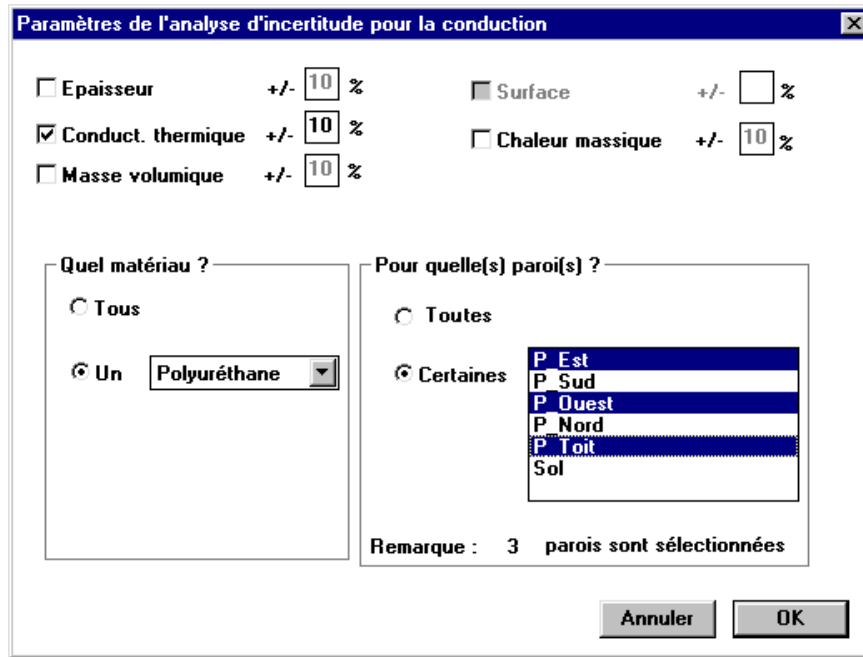 Paramètres de l'analyse d'incertitude pour la conduction
Epaisseur +/- 10 %
Surface +/- %
Conduct. thermique +/- 10 %
Chaleur massique +/- 10 %
Masse volumique +/- 10 %
Quel matériau ?
Tous
Un Polyuréthane
Pour quelle(s) paroi(s) ?
Toutes
Certaines
P_Est
P_Sud
P_Ouest
P_Nord
P_Toit
Sol
Remarque : 3 parois sont sélectionnées
Annuler OK